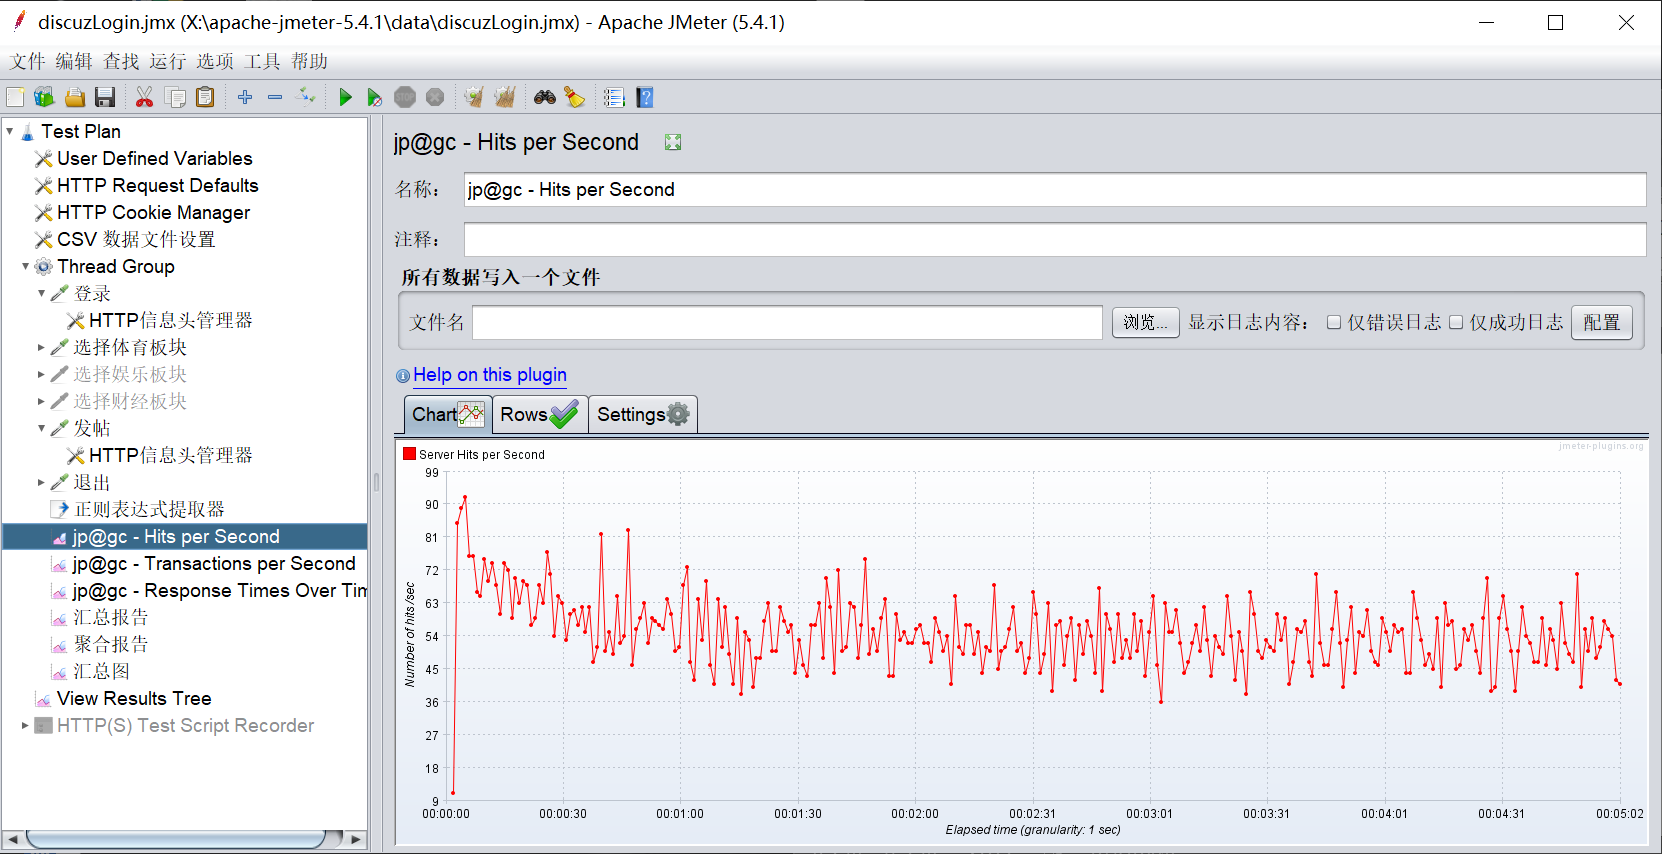 discuzLogin.jmx (X:\apache-jmeter-5.4.1\data\discuzLogin.jmx) - Apache JMeter (5.4.1)
文件 编辑 查找 运行 选项 工具 帮助
STOP
Test Plan
User Defined Variables
HTTP Request Defaults
HTTP Cookie Manager
CSV 数据文件设置
Thread Group
登录
HTTP信息头管理器
选择体育板块
选择娱乐板块
选择财经板块
发帖
HTTP信息头管理器
退出
正则表达式提取器
jp@gc - Hits per Second
jp@gc - Transactions per Second
jp@gc - Response Times Over Tim
汇总报告
聚合报告
汇总图
View Results Tree
HTTP(S) Test Script Recorder
jp@gc - Hits per Second
名称： jp@gc - Hits per Second
注释：
所有数据写入一个文件
文件名 浏览... 显示日志内容： 仅错误日志 仅成功日志 配置
Help on this plugin
Chart Rows Settings
jmeter-plugins.org
Server Hits per Second
99
90
81
72
63
54
45
36
27
18
9
Number of hits /sec
00:00:00 00:00:30 00:01:00 00:01:30 00:02:00 00:02:31 00:03:01 00:03:31 00:04:01 00:04:31 00:05:02
Elapsed time (granularity: 1 sec)